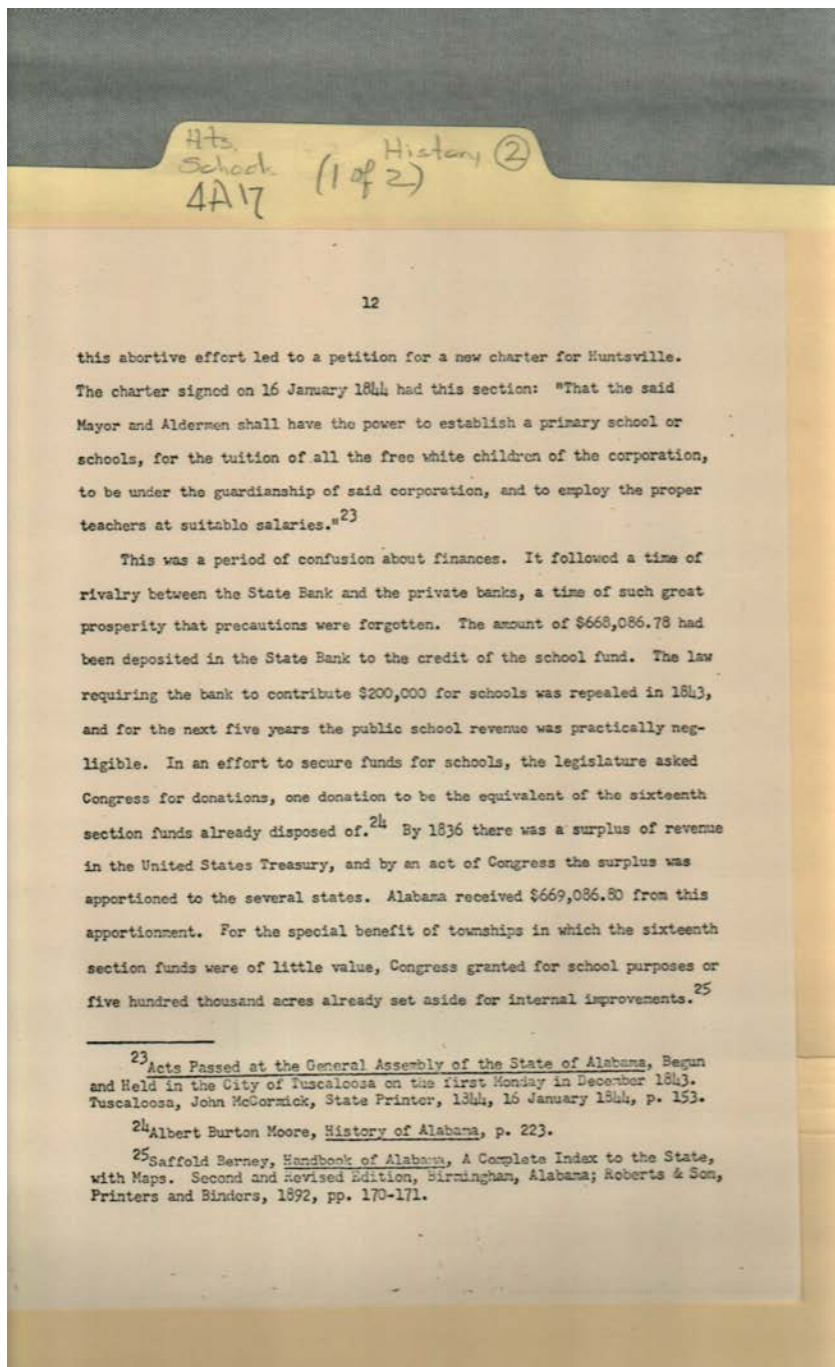 Hts. History ②
School (1 of 2)
4A17
12
this abortive effort led to a petition for a new charter for Huntsville.
The charter signed on 16 January 1844 had this section: "That the said
Mayor and Aldermen shall have the power to establish a primary school or
schools, for the tuition of all the free white children of the corporation,
to be under the guardianship of said corporation, and to employ the proper
teachers at suitable salaries."23
This was a period of confusion about finances. It followed a time of
rivalry between the State Bank and the private banks, a time of such great
prosperity that precautions were forgotten. The amount of $668,086.78 had
been deposited in the State Bank to the credit of the school fund. The law
requiring the bank to contribute $200,000 for schools was repealed in 1843,
and for the next five years the public school revenue was practically neg-
ligible. In an effort to secure funds for schools, the legislature asked
Congress for donations, one donation to be the equivalent of the sixteenth
section funds already disposed of.24 By 1836 there was a surplus of revenue
in the United States Treasury, and by an act of Congress the surplus was
apportioned to the several states. Alabama received $669,086.80 from this
apportionment. For the special benefit of townships in which the sixteenth
section funds were of little value, Congress granted for school purposes or
five hundred thousand acres already set aside for internal improvements.25
23Acts Passed at the General Assembly of the State of Alabama, Begun
and Held in the City of Tuscaloosa on the first Monday in December 1843.
Tuscaloosa, John McCormick, State Printer, 1844, 16 January 1844, p. 153.
24Albert Burton Moore, History of Alabama, p. 223.
25Saffold Berney, Handbook of Alabama, A Complete Index to the State,
with Maps. Second and Revised Edition, Birmingham, Alabama; Roberts & Son,
Printers and Binders, 1892, pp. 170-171.